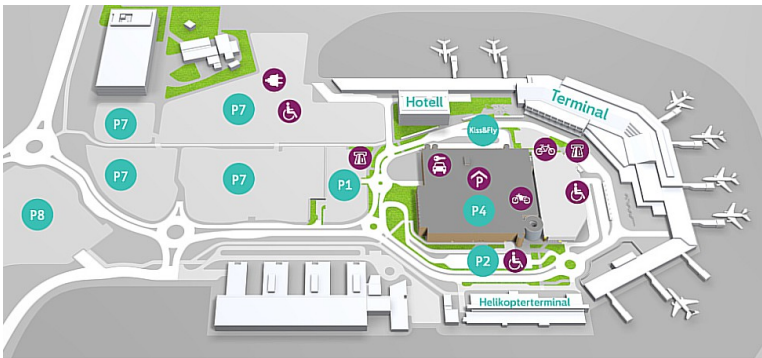 Hotell
Terminal
P7
P7
Kiss&Fly
P7
P7
P1
P
P8
P4
P2
Helikopterterminal